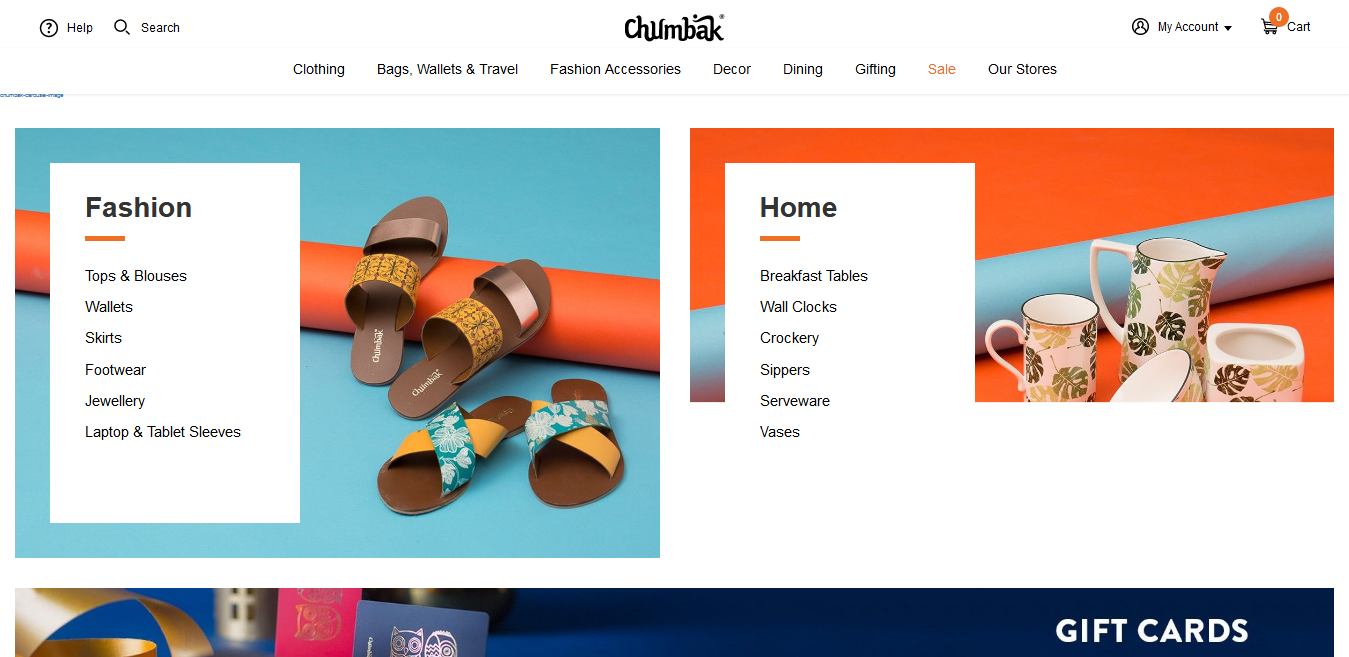 Help
Search
Chumbak
My Account
0
Cart
Clothing
Bags, Wallets & Travel
Fashion Accessories
Decor
Dining
Gifting
Sale
Our Stores
chumbak-carousle-image
Fashion
Tops & Blouses
Wallets
Skirts
Footwear
Jewellery
Laptop & Tablet Sleeves
chumbak
chumbak
Home
Breakfast Tables
Wall Clocks
Crockery
Sippers
Serveware
Vases
GIFT CARDS